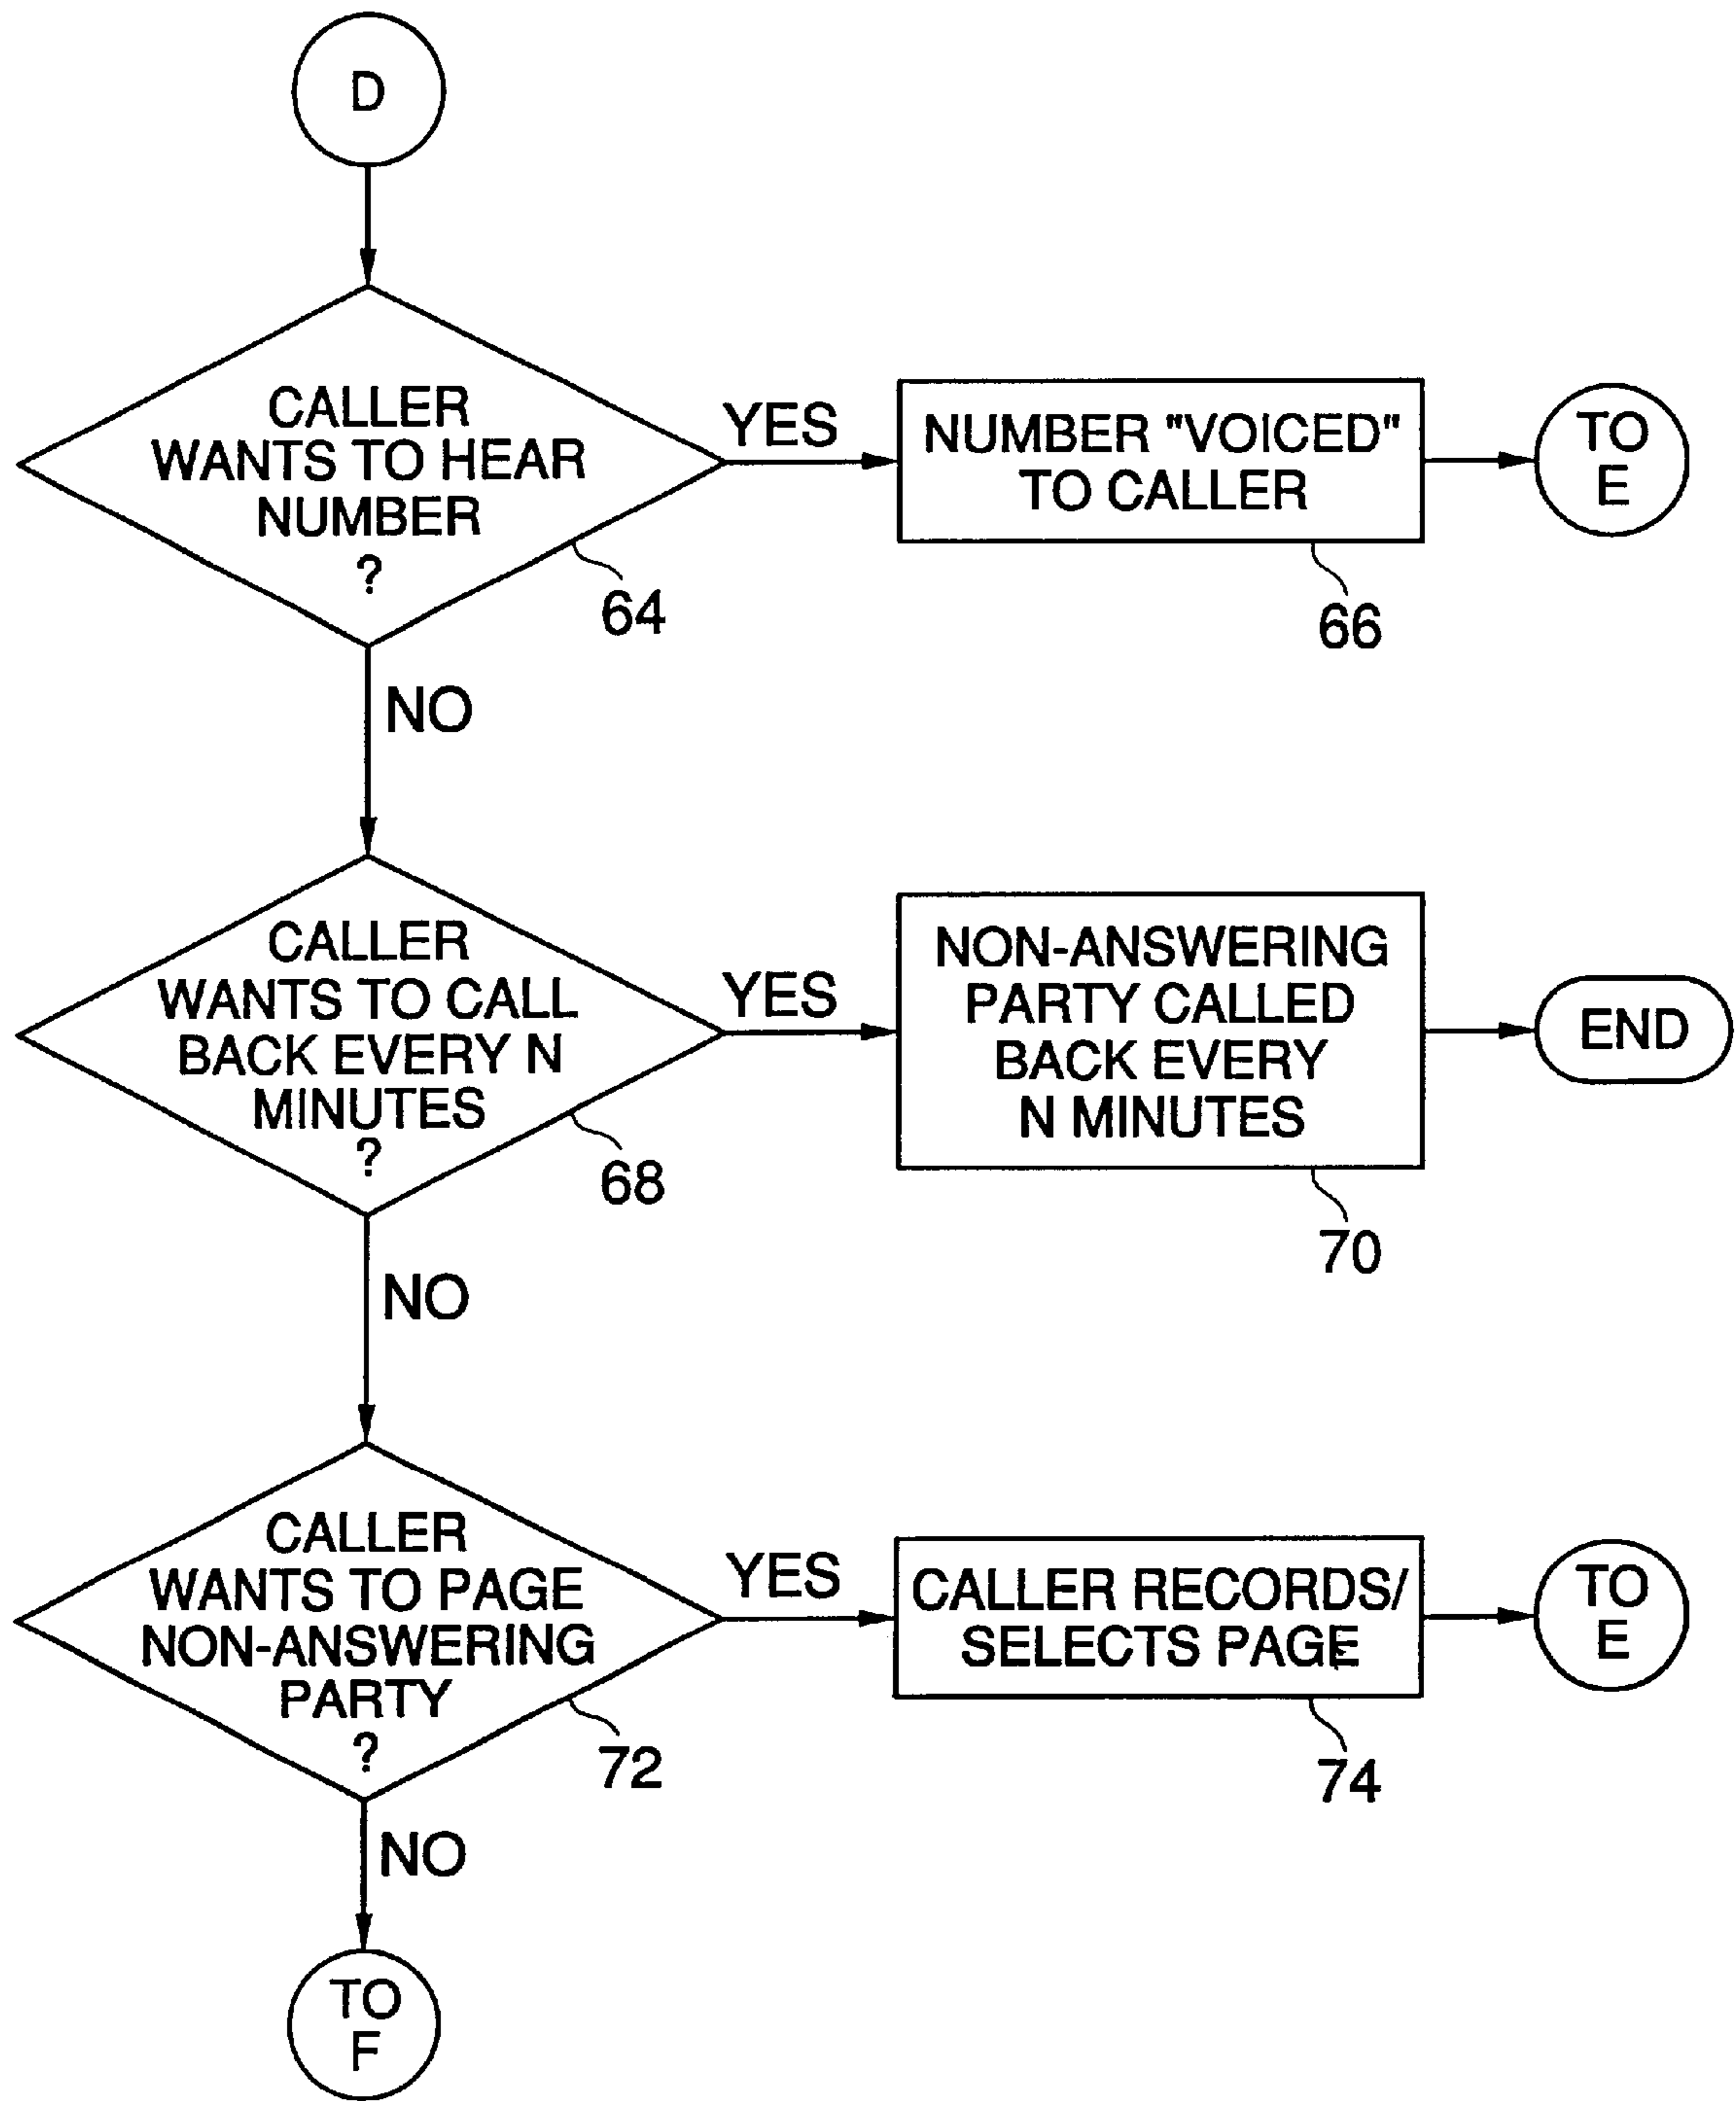 D
CALLER
WANTS TO HEAR
NUMBER
?
64
YES
NUMBER "VOICED"
TO CALLER
66
TO
E
NO
CALLER
WANTS TO CALL
BACK EVERY N
MINUTES
?
68
YES
NON-ANSWERING
PARTY CALLED
BACK EVERY
N MINUTES
70
END
NO
CALLER
WANTS TO PAGE
NON-ANSWERING
PARTY
?
72
YES
CALLER RECORDS/
SELECTS PAGE
74
TO
E
NO
TO
F